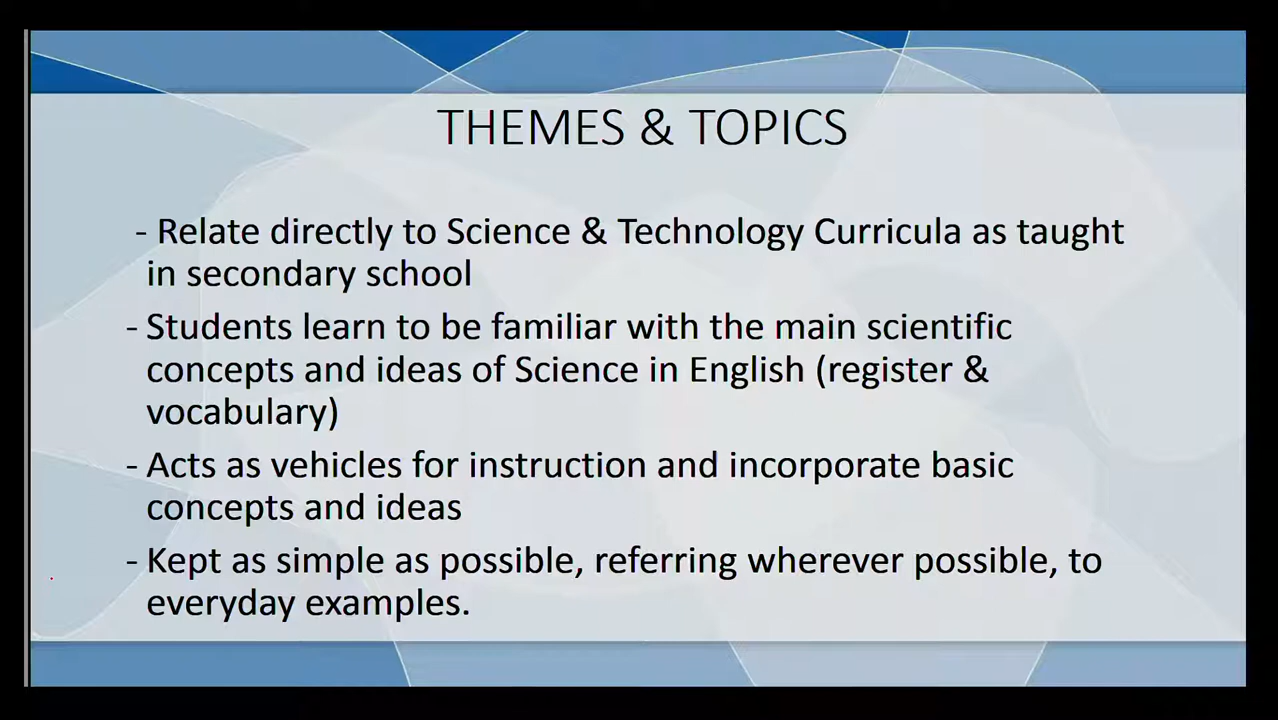 THEMES & TOPICS
- Relate directly to Science & Technology Curricula as taught
in secondary school
- Students learn to be familiar with the main scientific
concepts and ideas of Science in English (register &
vocabulary)
- Acts as vehicles for instruction and incorporate basic
concepts and ideas
- Kept as simple as possible, referring wherever possible, to
everyday examples.